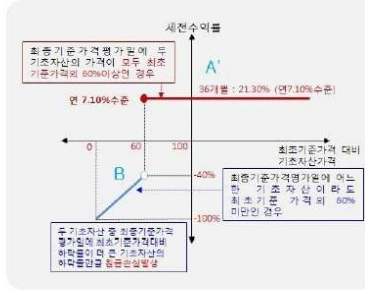 세전수익률
최종기준가격평가일에 두
기초자산의 가격이 모두 최초
기준가격의 60%이상인 경우
A'
36개월 : 21.30% (연7.10%수준)
연 7.10%수준
0
60
100
최초기준가격 대비
기초자산가격
B
-40%
최종기준가격평가일에 어느
한 기초자산이라도
최초기준가격의 60%
미만인 경우
-100%
두 기초자산 중 최종기준가격
평가일에 최초기준가격대비
하락률이 더 큰 기초자산의
하락률만큼 원금손실발생